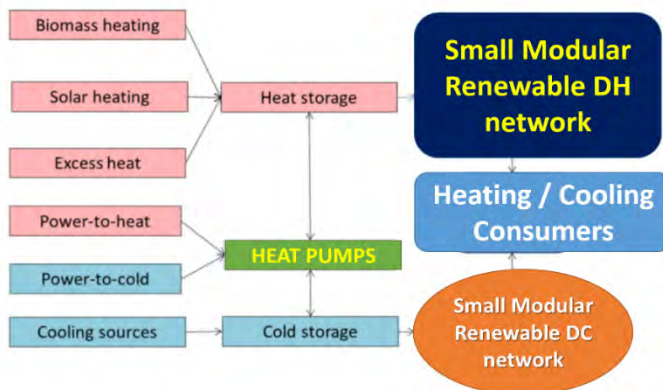 Biomass heating
Solar heating
Excess heat
Power-to-heat
Power-to-cold
Cooling sources
Heat storage
HEAT PUMPS
Cold storage
Small Modular
Renewable DH
network
Heating / Cooling
Consumers
Small Modular
Renewable DC
network